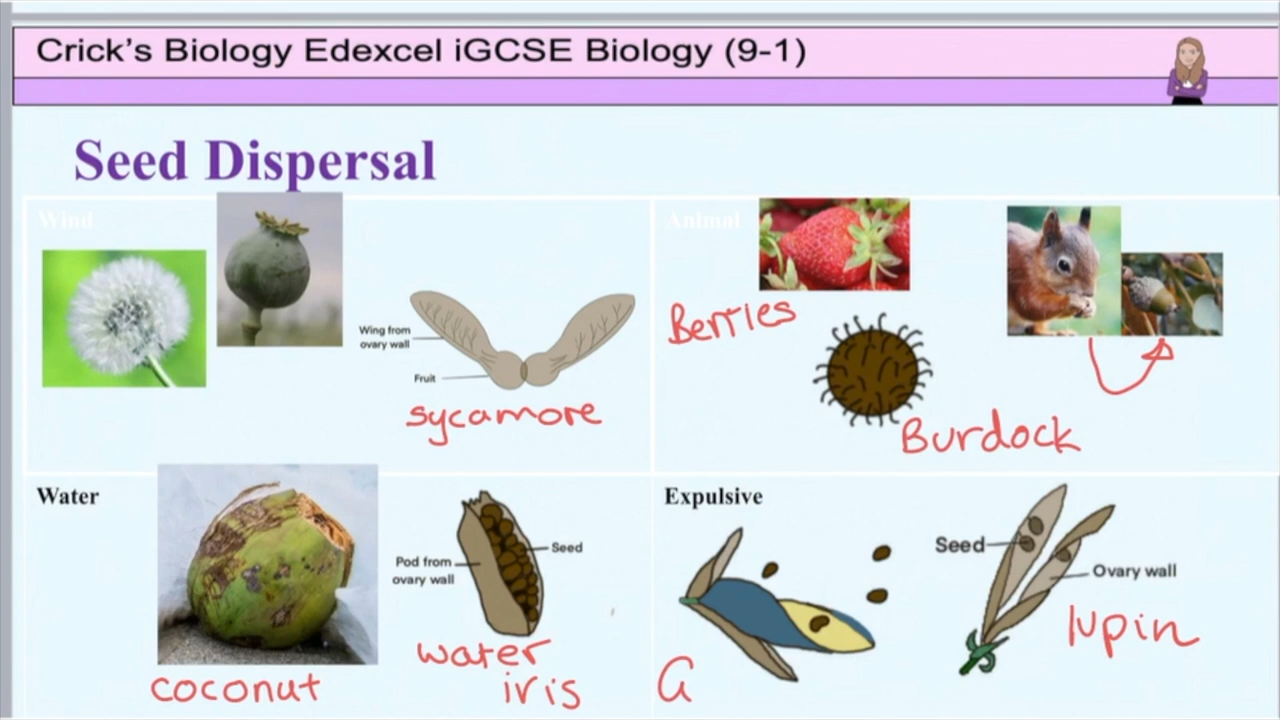 Crick's Biology Edexcel iGCSE Biology (9-1)
Seed Dispersal
Wind
Wing from
ovary wall
Fruit
sycamore
Animal
Berries
Burdock
Water
Pod from
ovary wall
Seed
coconut
water
iris
Expulsive
Seed
Ovary wall
lupin
G